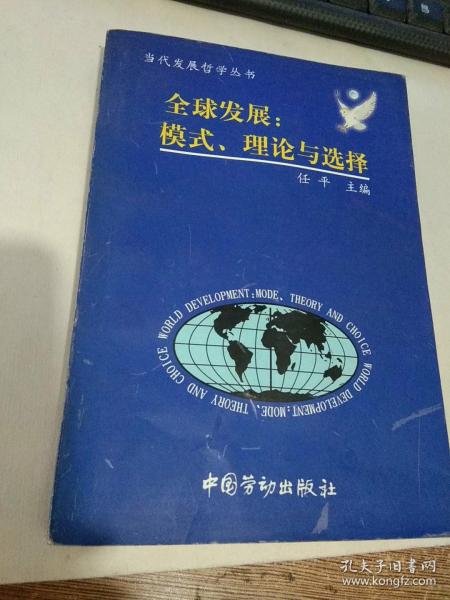 当代发展哲学丛书
全球发展：
模式、理论与选择
任平 主编
WORLD DEVELOPMENT:MODE、THEORY AND CHOICE
WORLD DEVELOPMENT:MODE、THEORY AND CHOICE
中国劳动出版社
孔夫子旧书网
www.kongfz.com